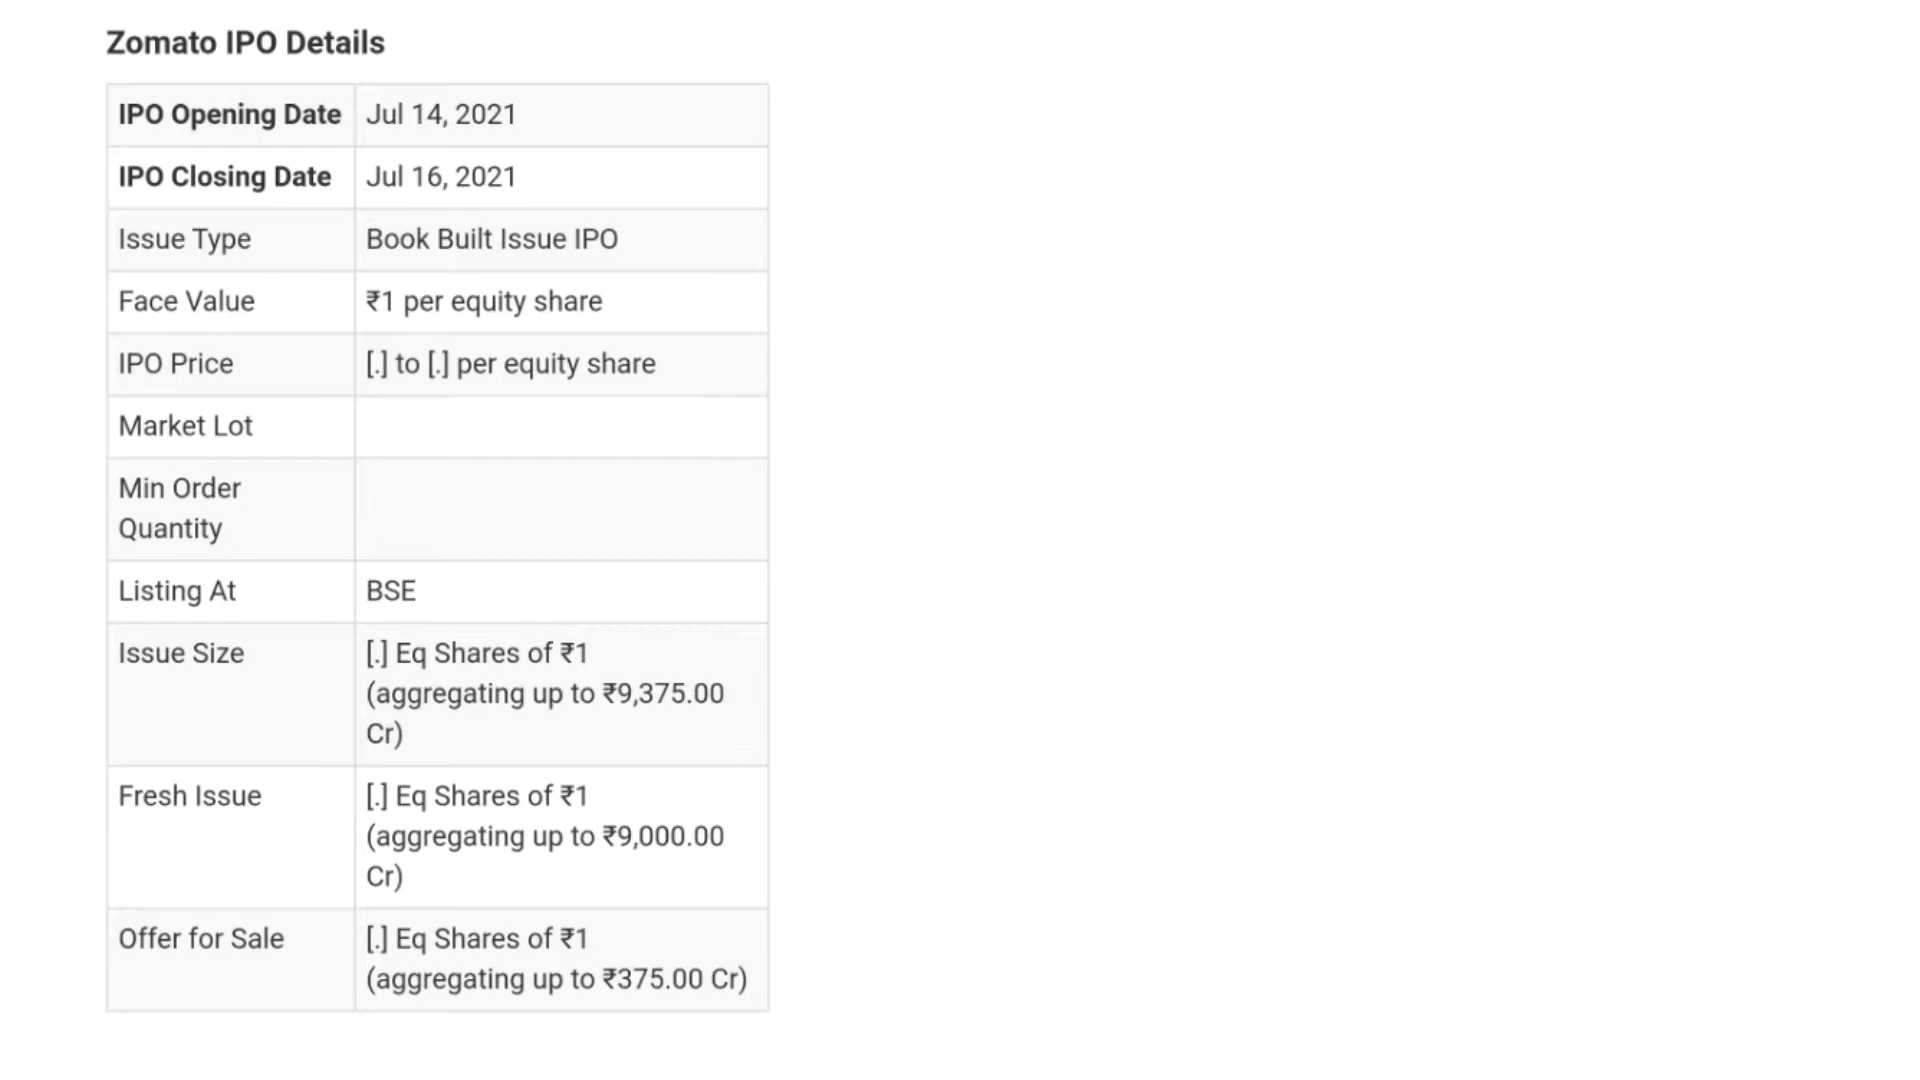 Zomato IPO Details
IPO Opening Date Jul 14, 2021
IPO Closing Date Jul 16, 2021
Issue Type Book Built Issue IPO
Face Value ₹1 per equity share
IPO Price [.] to [.] per equity share
Market Lot
Min Order
Quantity
Listing At BSE
Issue Size [.] Eq Shares of ₹1
(aggregating up to ₹9,375.00
Cr)
Fresh Issue [.] Eq Shares of ₹1
(aggregating up to ₹9,000.00
Cr)
Offer for Sale [.] Eq Shares of ₹1
(aggregating up to ₹375.00 Cr)